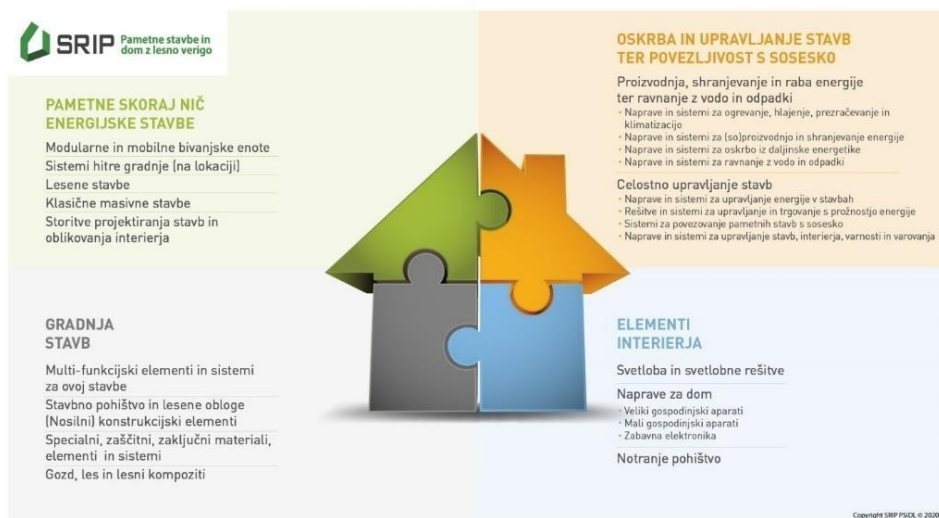 SRIP Pametne stavbe in
dom z lesno verigo
PAMETNE SKORAJ NIČ
ENERGIJSKE STAVBE
Modularne in mobilne bivanjske enote
Sistemi hitre gradnje (na lokaciji)
Lesene stavbe
Klasične masivne stavbe
Storitve projektiranja stavb in
oblikovanja interierja
OSKRBA IN UPRAVLJANJE STAVB
TER POVEZLJIVOST S SOSESKO
Proizvodnja, shranjevanje in raba energije
ter ravnanje z vodo in odpadki
• Naprave in sistemi za ogrevanje, hlajenje, prezračevanje in
klimatizacijo
• Naprave in sistemi za (so)proizvodnjo in shranjevanje energije
• Naprave in sistemi za oskrbo iz daljinske energetike
• Naprave in sistemi za ravnanje z vodo in odpadki
Celostno upravljanje stavb
• Naprave in sistemi za upravljanje energije v stavbah
• Rešitve in sistemi za upravljanje in trgovanje s prožnostjo energije
• Sistemi za povezovanje pametnih stavb s sosesko
• Naprave in sistemi za upravljanje stavb, interierja, varnosti in varovanja
GRADNJA
STAVB
Multi-funkcijski elementi in sistemi
za ovoj stavbe
Stavbno pohištvo in lesene obloge
(Nosilni) konstrukcijski elementi
Specialni, zaščitni, zaključni materiali,
elementi in sistemi
Gozd, les in lesni kompoziti
ELEMENTI
INTERIERJA
Svetloba in svetlobne rešitve
Naprave za dom
• Veliki gospodinjski aparati
• Mali gospodinjski aparati
• Zabavna elektronika
Notranje pohištvo
Copyright SRIP PSiDL © 2020